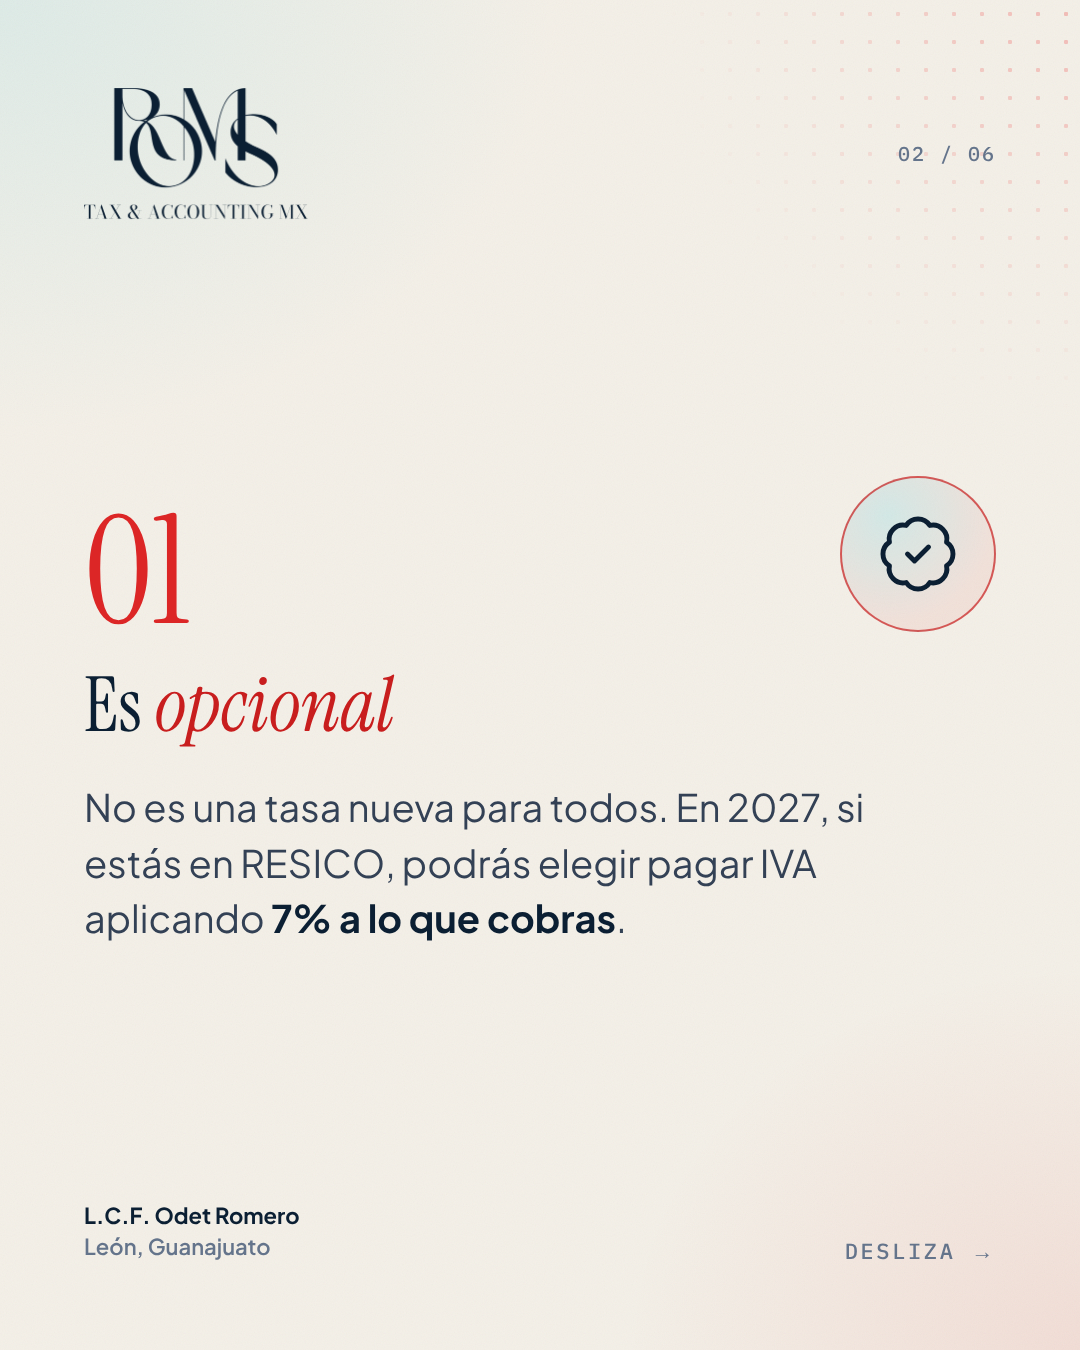 ROMS
TAX & ACCOUNTING MX
02 / 06
01
Es opcional
No es una tasa nueva para todos. En 2027, si
estás en RESICO, podrás elegir pagar IVA
aplicando 7% a lo que cobras.
L.C.F. Odet Romero
León, Guanajuato
DESLIZA →